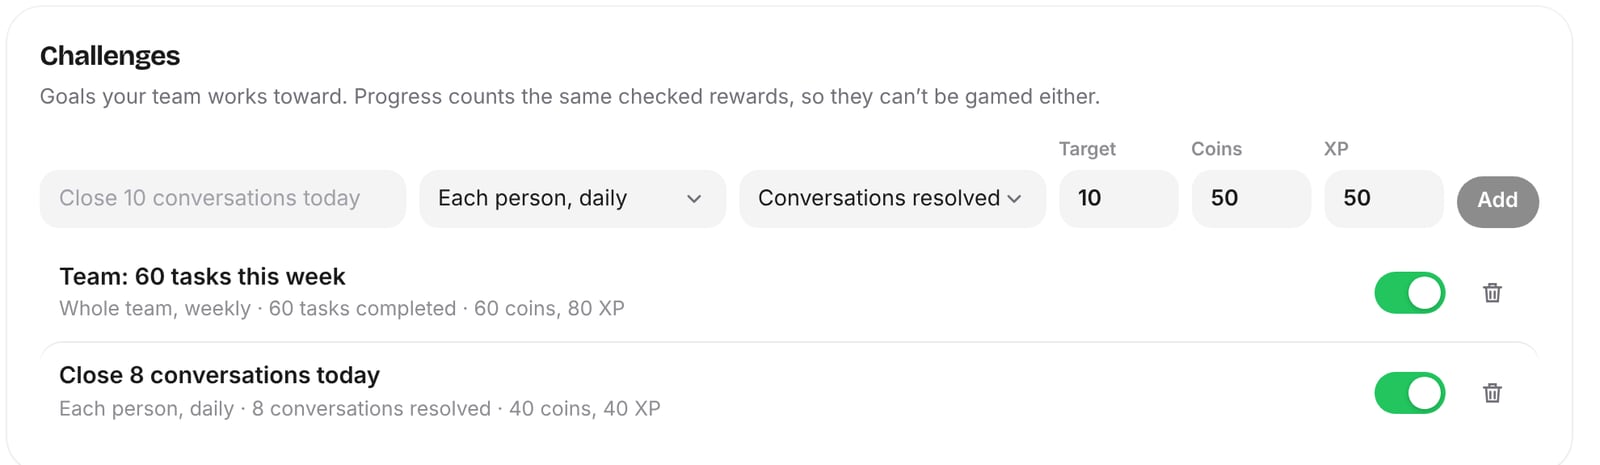 Challenges
Goals your team works toward. Progress counts the same checked rewards, so they can’t be gamed either.
Target Coins XP
Close 10 conversations today Each person, daily Conversations resolved 10 50 50 Add
Team: 60 tasks this week
Whole team, weekly · 60 tasks completed · 60 coins, 80 XP
Close 8 conversations today
Each person, daily · 8 conversations resolved · 40 coins, 40 XP